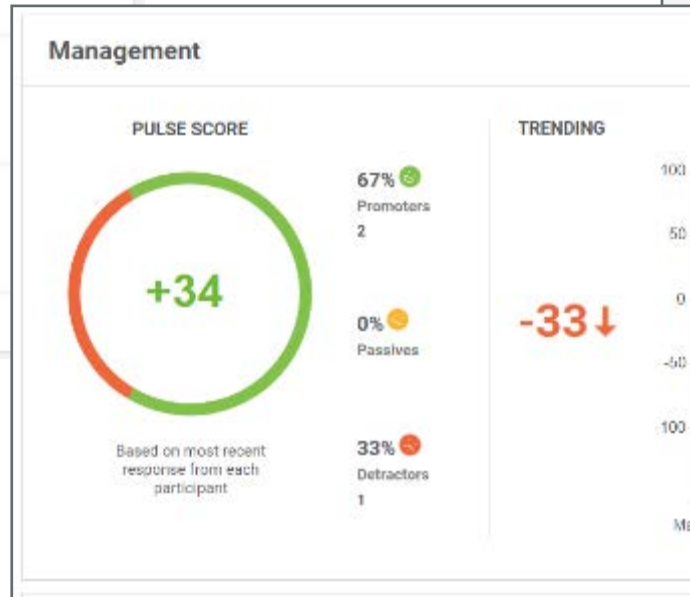 Management
PULSE SCORE
+34
Based on most recent
response from each
participant
67%
Promoters
2
0%
Passives
33%
Detractors
1
TRENDING
-33↓
100
50
0
-50
100